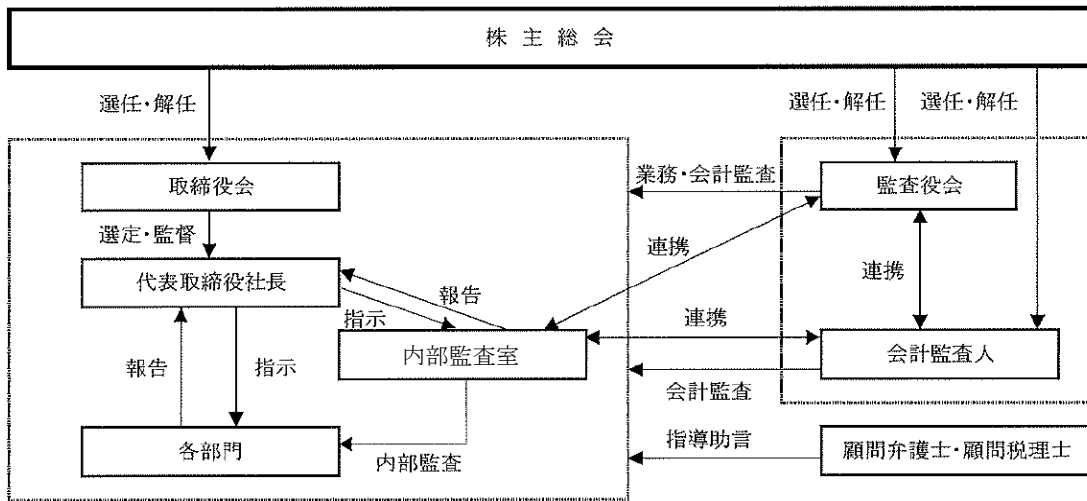 株主総会
選任・解任
選任・解任
選任・解任
取締役会
業務・会計監査
監査役会
選定・監督
連携
代表取締役社長
報告
連携
指示
連携
内部監査室
会計監査人
報告
指示
会計監査
各部門
内部監査
指導助言
顧問弁護士・顧問税理士